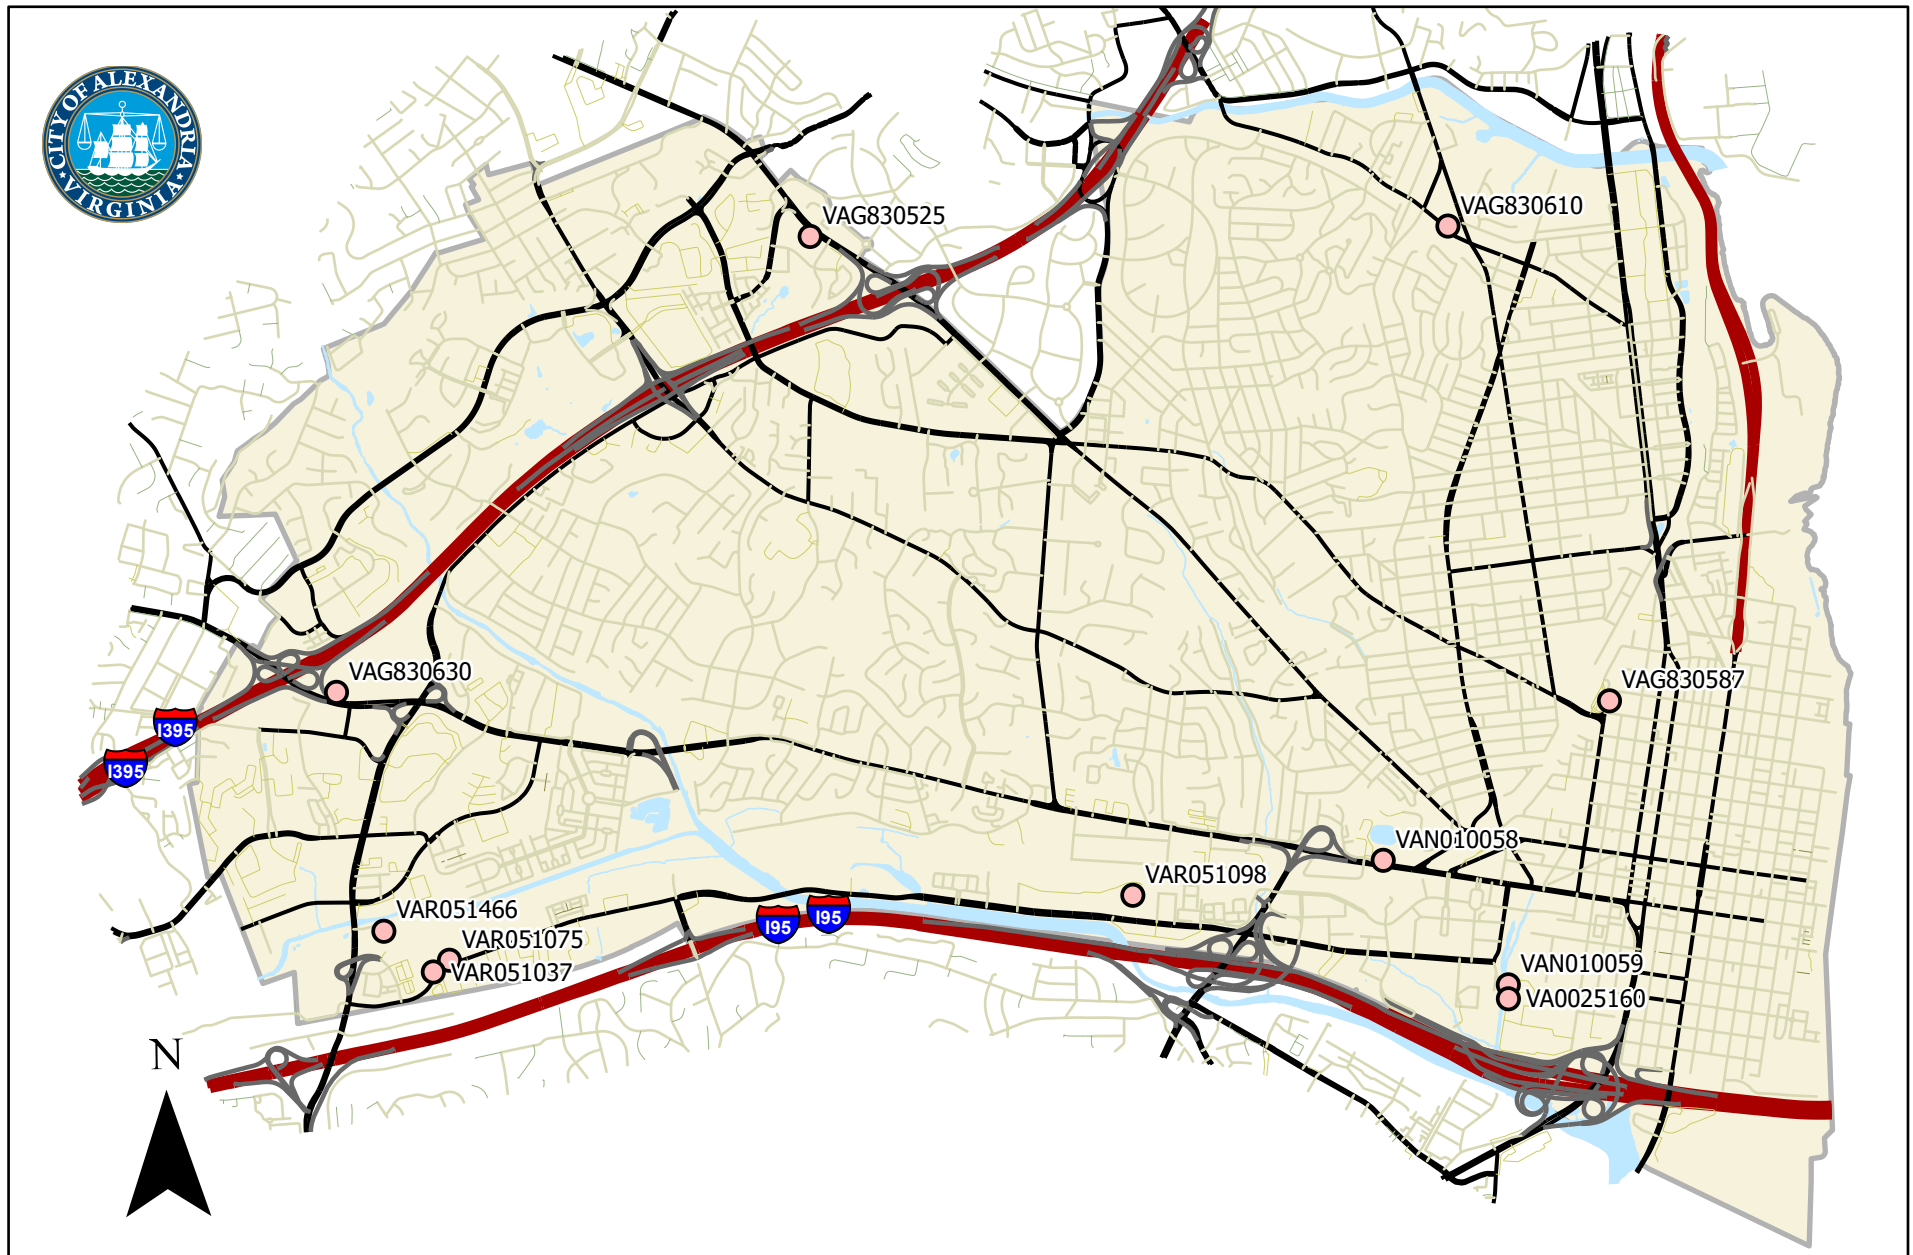 CITY OF ALEXANDRIA
VIRGINIA
VAG830525
VAG830610
VAG830630
VAG830587
I395
I395
VAN010058
VAR051098
VAR051466
I95
I95
VAR051075
VAR051037
VAN010059
VA0025160
N